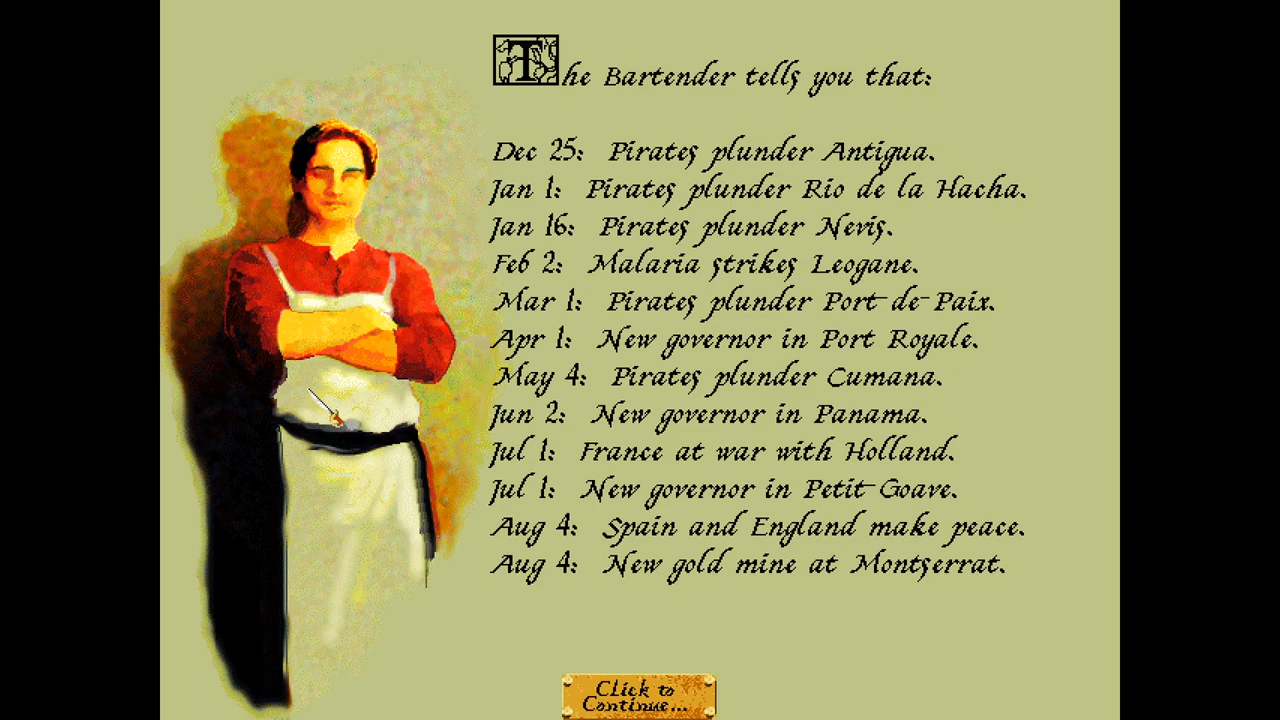 The Bartender tells you that:
Dec 25: Pirates plunder Antigua.
Jan 1: Pirates plunder Rio de la Hacha.
Jan 16: Pirates plunder Nevis.
Feb 2: Malaria strikes Leogane.
Mar 1: Pirates plunder Port-de-Paix.
Apr 1: New governor in Port Royale.
May 4: Pirates plunder Cumana.
Jun 2: New governor in Panama.
Jul 1: France at war with Holland.
Jul 1: New governor in Petit-Goave.
Aug 4: Spain and England make peace.
Aug 4: New gold mine at Montserrat.
Click to
Continue...